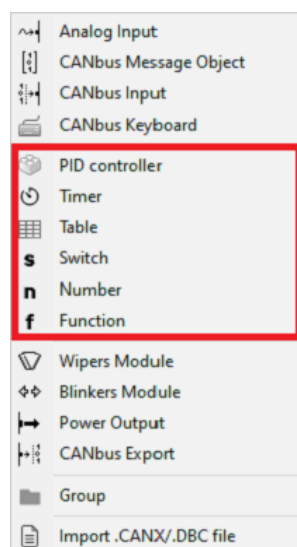 Analog Input
CANbus Message Object
CANbus Input
CANbus Keyboard
PID controller
Timer
Table
s Switch
n Number
f Function
Wipers Module
Blinkers Module
Power Output
CANbus Export
Group
Import .CANX/.DBC file